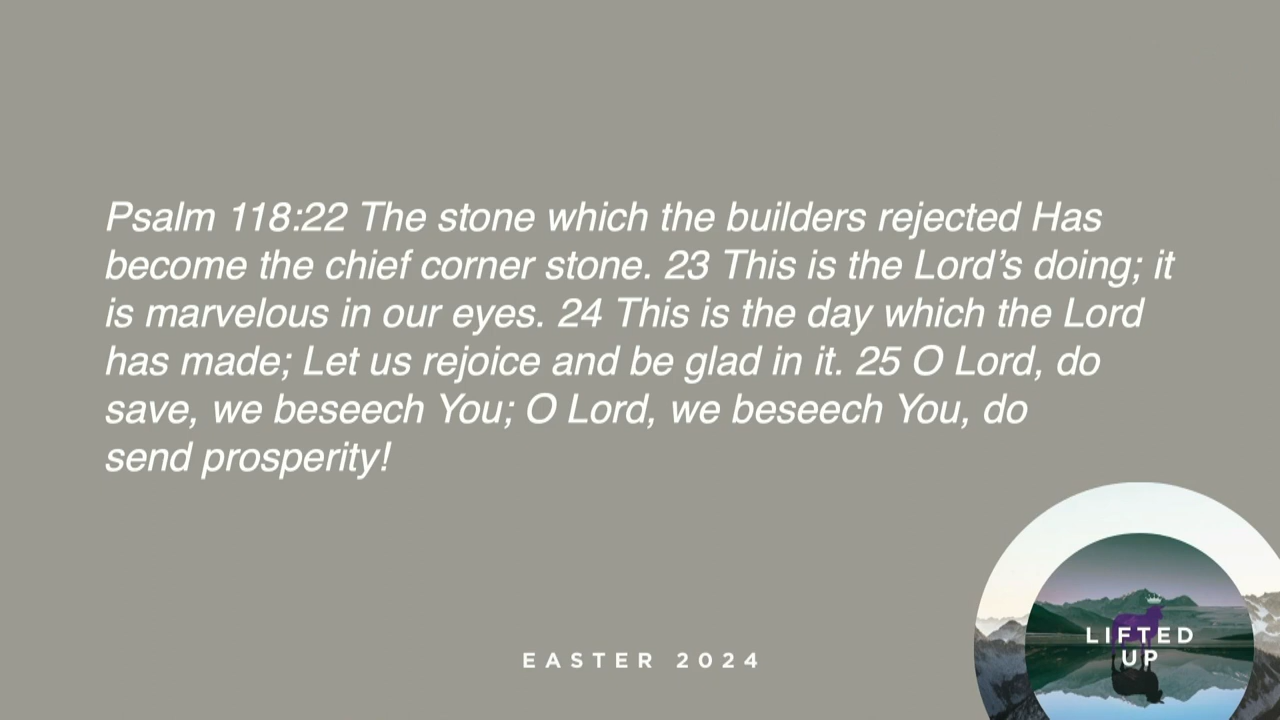 Psalm 118:22 The stone which the builders rejected Has
become the chief corner stone. 23 This is the Lord’s doing; it
is marvelous in our eyes. 24 This is the day which the Lord
has made; Let us rejoice and be glad in it. 25 O Lord, do
save, we beseech You; O Lord, we beseech You, do
send prosperity!
LIFTED
UP
EASTER 2024